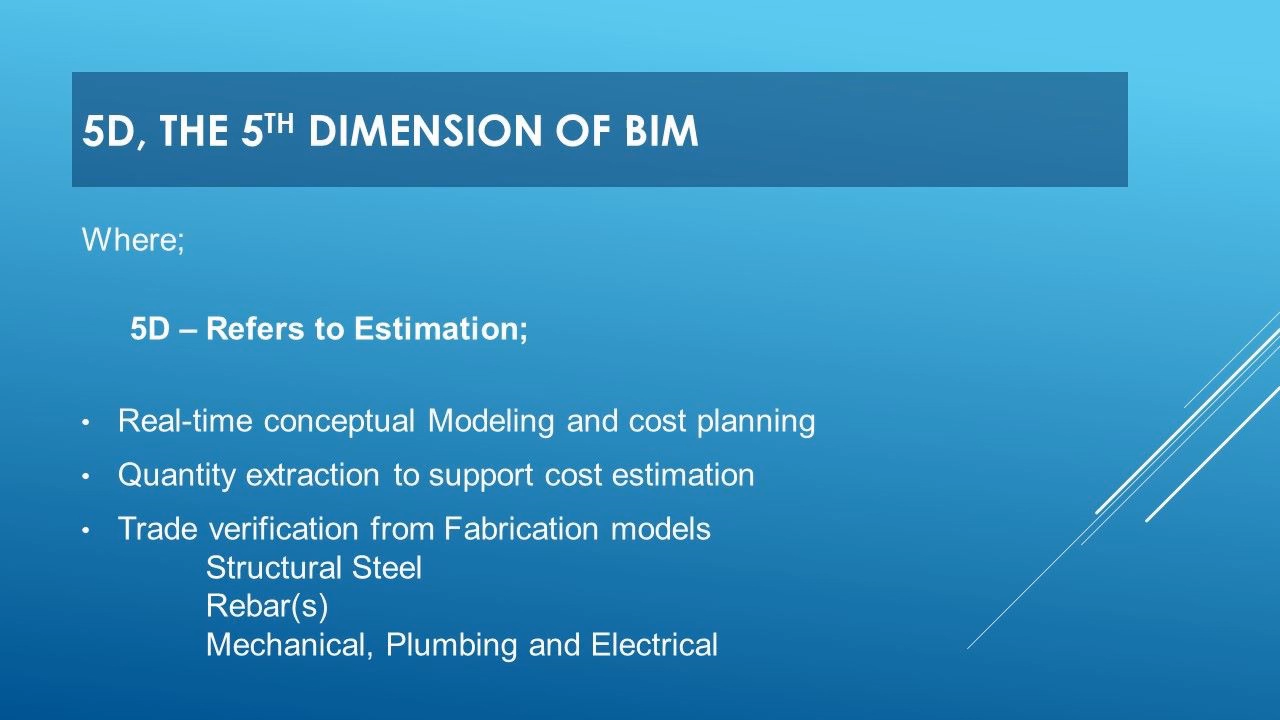 5D, THE 5TH DIMENSION OF BIM
Where;
5D – Refers to Estimation;
• Real-time conceptual Modeling and cost planning
• Quantity extraction to support cost estimation
• Trade verification from Fabrication models
Structural Steel
Rebar(s)
Mechanical, Plumbing and Electrical